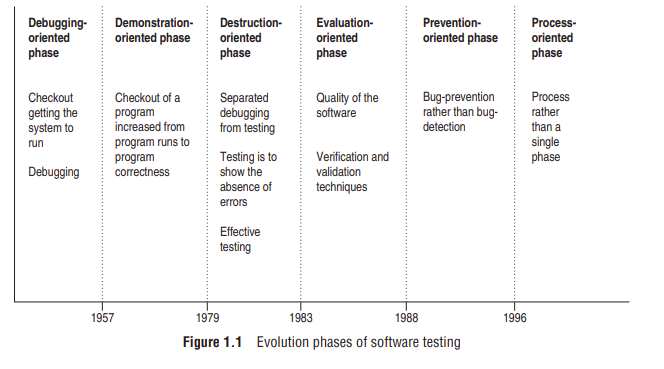 Debugging-
oriented
phase
Checkout
getting the
system to
run
Debugging
Demonstration-
oriented phase
Checkout of a
program
increased from
program runs to
program
correctness
Destruction-
oriented
phase
Separated
debugging
from testing
Testing is to
show the
absence of
errors
Effective
testing
Evaluation-
oriented
phase
Quality of the
software
Verification and
validation
techniques
Prevention-
oriented phase
Bug-prevention
rather than bug-
detection
Process-
oriented
phase
Process
rather
than a
single
phase
1957
1979
1983
1988
1996
Figure 1.1 Evolution phases of software testing